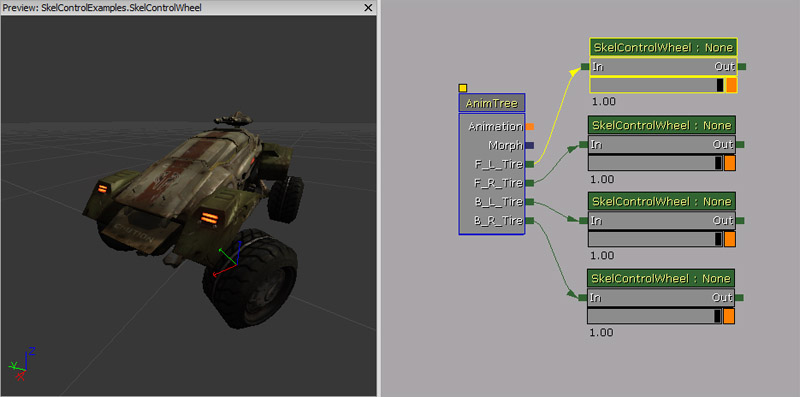 Preview: SkelControlExamples.SkelControlWheel
SkelControlWheel : None
In Out
1.00
AnimTree
Animation
Morph
F_L_Tire
F_R_Tire
B_L_Tire
B_R_Tire
SkelControlWheel : None
In Out
1.00
SkelControlWheel : None
In Out
1.00
SkelControlWheel : None
In Out
1.00
Z
Y
X